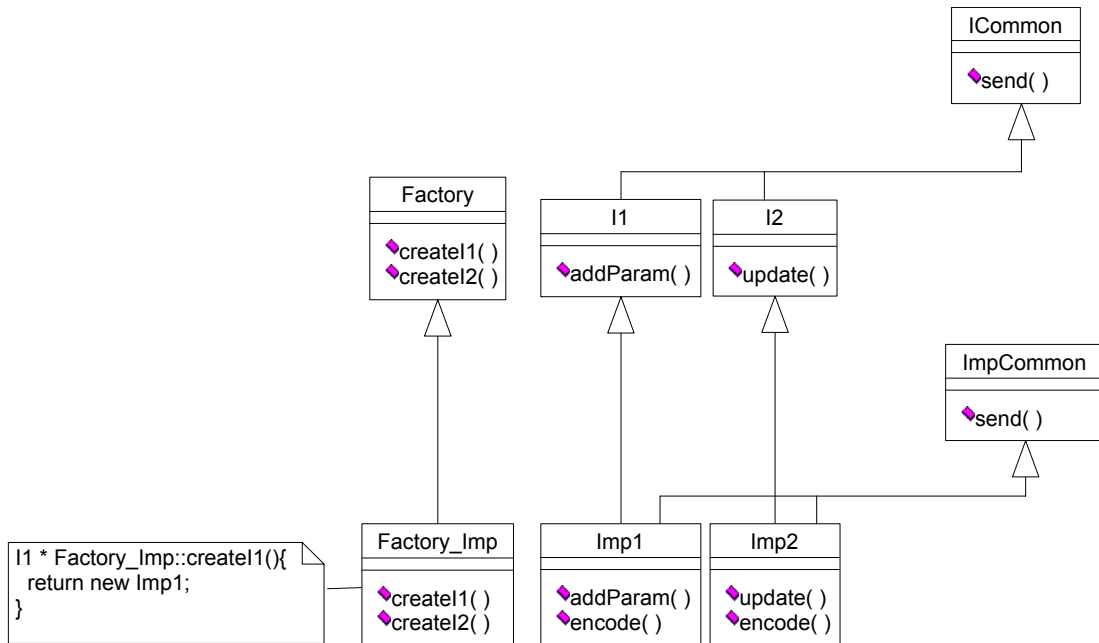 ICommon
send( )
Factory
createI1( )
createI2( )
I1
addParam( )
I2
update( )
ImpCommon
send( )
I1 * Factory_Imp::createI1(){
return new Imp1;
}
Factory_Imp
createI1( )
createI2( )
Imp1
addParam( )
encode( )
Imp2
update( )
encode( )